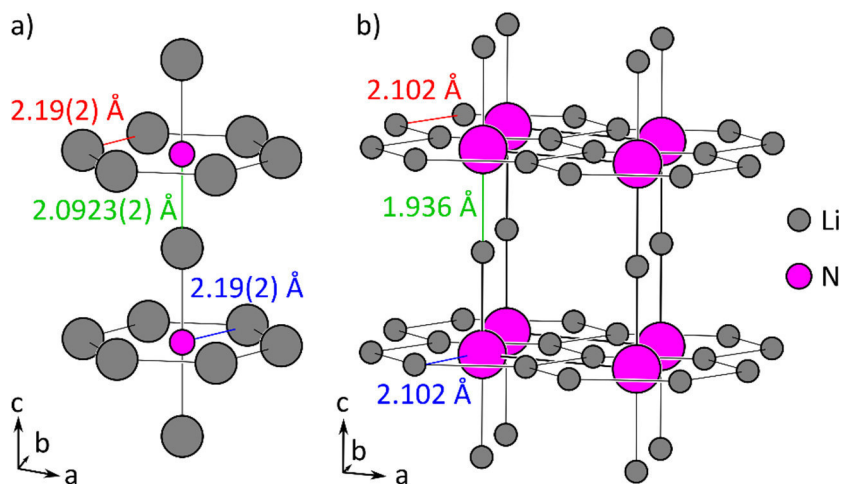 a)
2.19(2) Å
2.0923(2) Å
2.19(2) Å
c
b
a
b)
2.102 Å
1.936 Å
2.102 Å
c
b
a
Li
N